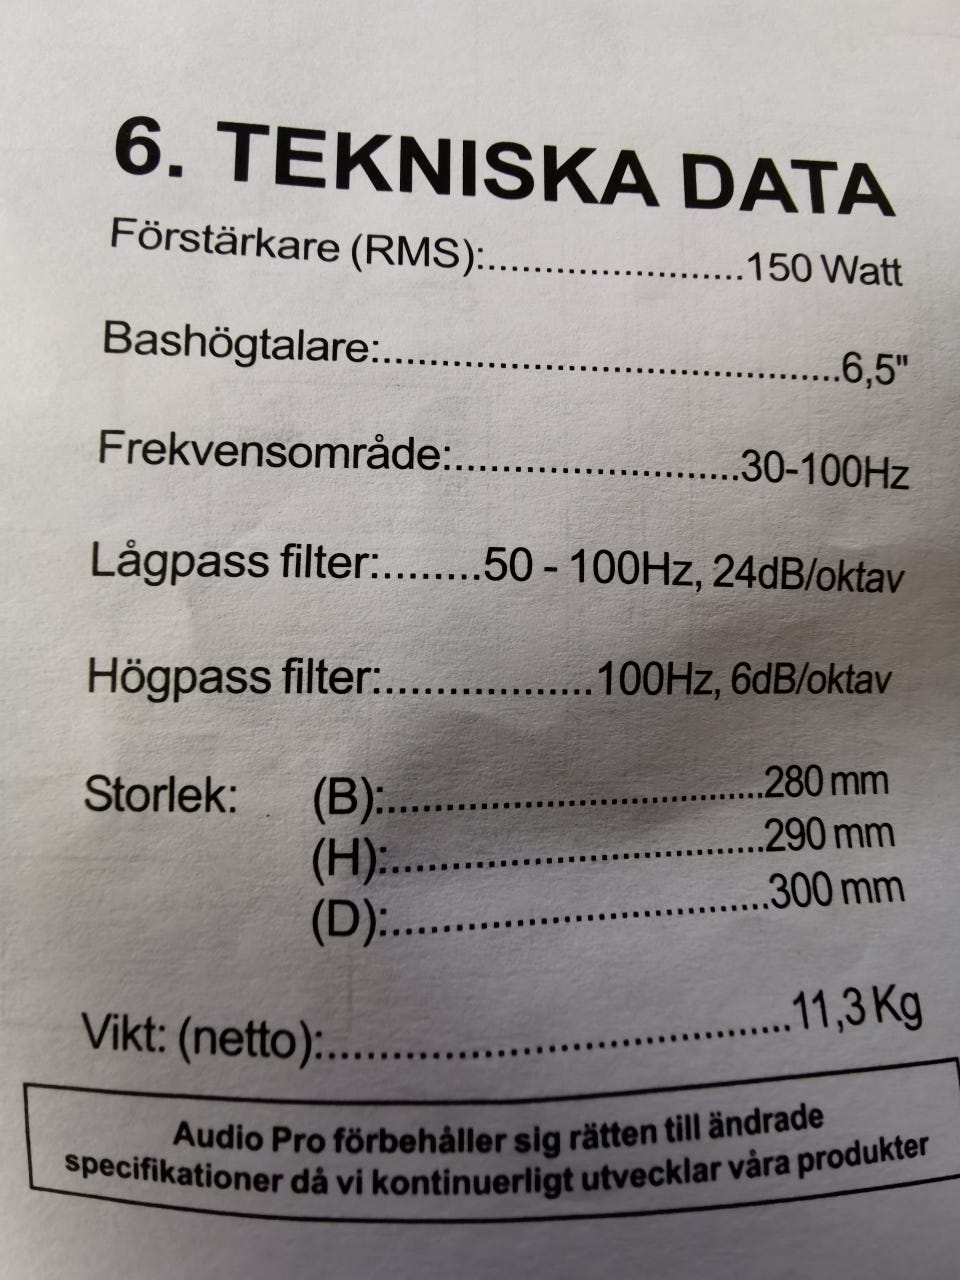 6. TEKNISKA DATA
Förstärkare (RMS):.......................150 Watt
Bashögtalare:........................................6,5"
Frekvensområde:.........................30-100Hz
Lågpass filter:.........50 - 100Hz, 24dB/oktav
Högpass filter:..................100Hz, 6dB/oktav
Storlek: (B):.....................................280 mm
(H):....................................290 mm
(D):.....................................300 mm
Vikt: (netto):........................................11,3 Kg
Audio Pro förbehåller sig rätten till ändrade
specifikationer då vi kontinuerligt utvecklar våra produkter